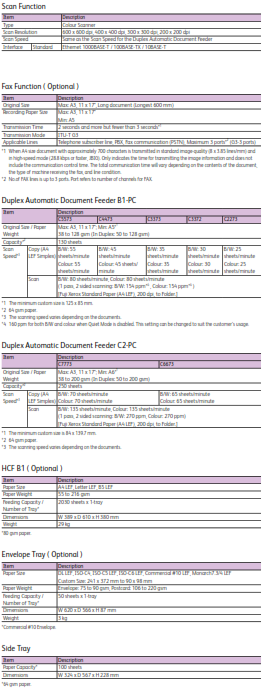 Scan Function
Item Description
Type Colour Scanner
Scan Resolution 600 x 600 dpi, 400 x 400 dpi, 300 x 300 dpi, 200 x 200 dpi
Scan Speed Same as the Scan Speed for the Duplex Automatic Document Feeder
Interface Standard Ethernet 1000BASE-T / 100BASE-TX / 10BASE-T
Fax Function ( Optional )
Item Description
Original Size Max: A3, 11 x 17", Long document (Longest 600 mm)
Recording Paper Size Max: A3, 11 x 17"
Min: A5
Transmission Time 2 seconds and more but fewer than 3 seconds*1
Transmission Mode ITU-T G3
Applicable Lines Telephone subscriber line, PBX, Fax communication (PSTN), Maximum 3 ports*2 (G3-3 ports)
*1 When A4 size document with approximately 700 characters is transmitted in standard image quality (8 x 3.85 lines/mm) and
in high-speed mode (28.8 kbps or faster, JBIG). Only indicates the time for transmitting the image information and does not
include the communication control time. The total communication time will vary depending on the contents of the document,
the type of machine receiving the fax, and line condition.
*2 No of FAX lines is up to 3 ports. Port refers to number of channels for FAX.
Duplex Automatic Document Feeder B1-PC
Item Description
C5573 C4473 C3373 C3372 C2273
Original Size / Paper Max: A3, 11 x 17", Min: A5*1
Weight 38 to 128 gsm (In Duplex: 50 to 128 gsm)
Capacity*2 130 sheets
Scan Speed*3 Copy (A4 LEF Simplex) B/W: 55 sheets/minute Colour: 55 sheets/minute B/W: 45 sheets/minute Colour: 45 sheets/minute B/W: 35 sheets/minute Colour: 35 sheets/minute B/W: 30 sheets/minute Colour: 30 sheets/minute B/W: 25 sheets/minute Colour: 25 sheets/minute
Scan B/W: 80 sheets/minute, Colour: 80 sheets/minute
(1 pass, 2 sided scanning: B/W: 154 ppm*4, Colour: 154 ppm*4)
[Fuji Xerox Standard Paper (A4 LEF), 200 dpi, to Folder.]
*1 The minimum custom size is 125 x 85 mm.
*2 64 gsm paper.
*3 The scanning speed varies depending on the documents.
*4 160 ppm for both B/W and colour when Quiet Mode is disabled. This setting can be changed to suit the customer's usage.
Duplex Automatic Document Feeder C2-PC
Item Description
C7773 C6673
Original Size / Paper Max: A3, 11 x 17", Min: A6*1
Weight 38 to 200 gsm (In Duplex: 50 to 200 gsm)
Capacity*2 250 sheets
Scan Speed*3 Copy (A4 LEF Simplex) B/W: 70 sheets/minute Colour: 70 sheets/minute B/W: 65 sheets/minute Colour: 65 sheets/minute
Scan B/W: 135 sheets/minute, Colour: 135 sheets/minute
(1 pass, 2 sided scanning: B/W: 270 ppm, Colour: 270 ppm)
[Fuji Xerox Standard Paper (A4 LEF), 200 dpi, to Folder.]
*1 The minimum custom size is 84 x 139.7 mm.
*2 64 gsm paper.
*3 The scanning speed varies depending on the documents.
HCF B1 ( Optional )
Item Description
Paper Size A4 LEF, Letter LEF, B5 LEF
Paper Weight 55 to 216 gsm
Feeding Capacity / Number of Tray* 2030 sheets x 1-tray
Dimensions W 389 x D 610 x H 380 mm
Weight 29 kg
*80 gsm paper.
Envelope Tray ( Optional )
Item Description
Paper Size DL LEF, ISO-C4, ISO-C5 LEF, ISO-C6 LEF, Commercial #10 LEF, Monarch7 3/4 LEF
Custom Size: 241 x 372 mm to 90 x 98 mm
Paper Weight Envelope: 75 to 90 gsm, Postcard: 106 to 220 gsm
Feeding Capacity / Number of Tray* 50 sheets x 1-tray
Dimensions W 620 x D 566 x H 87 mm
Weight 3 kg
*Commercial #10 Envelope.
Side Tray
Item Description
Paper Capacity* 100 sheets
Dimensions W 324 x D 567 x H 228 mm
*64 gsm paper.